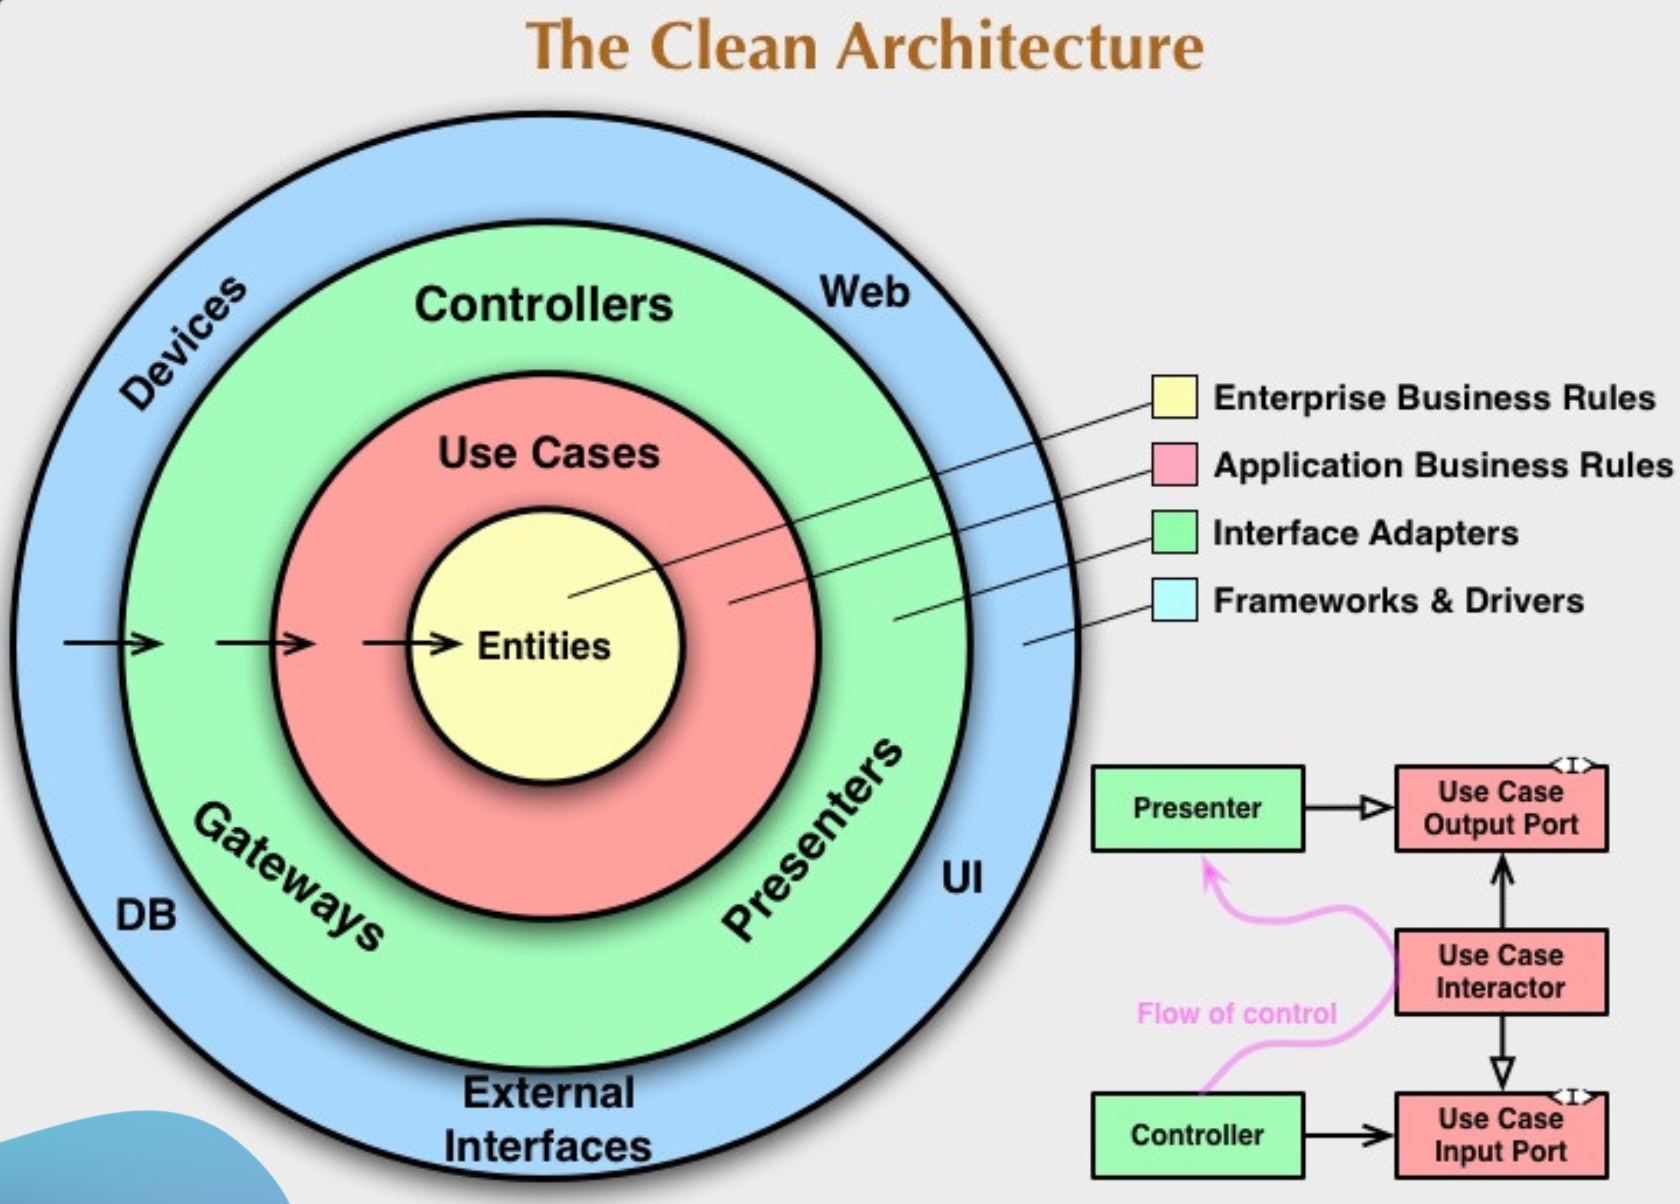 The Clean Architecture
Devices
Controllers
Web
Use Cases
Entities
Gateways
Presenters
DB
UI
External
Interfaces
Enterprise Business Rules
Application Business Rules
Interface Adapters
Frameworks & Drivers
Presenter
<I>
Use Case
Output Port
Use Case
Interactor
Flow of control
Controller
<I>
Use Case
Input Port